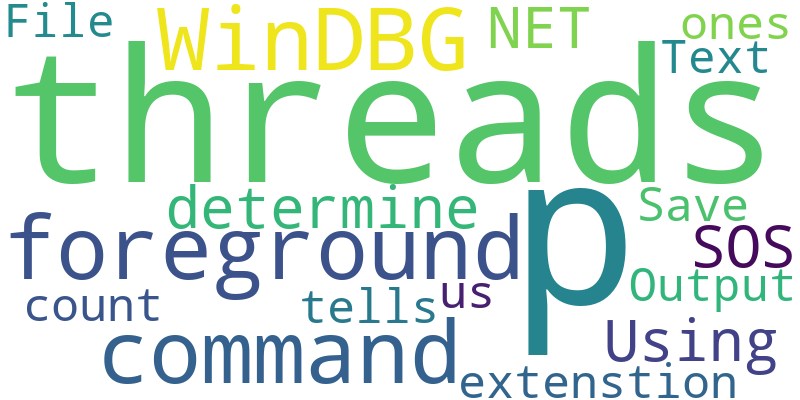 File WinDBG NET ones
Text
threads
determine p Save
foreground SOS
count tells us Output
command Using
extenstion